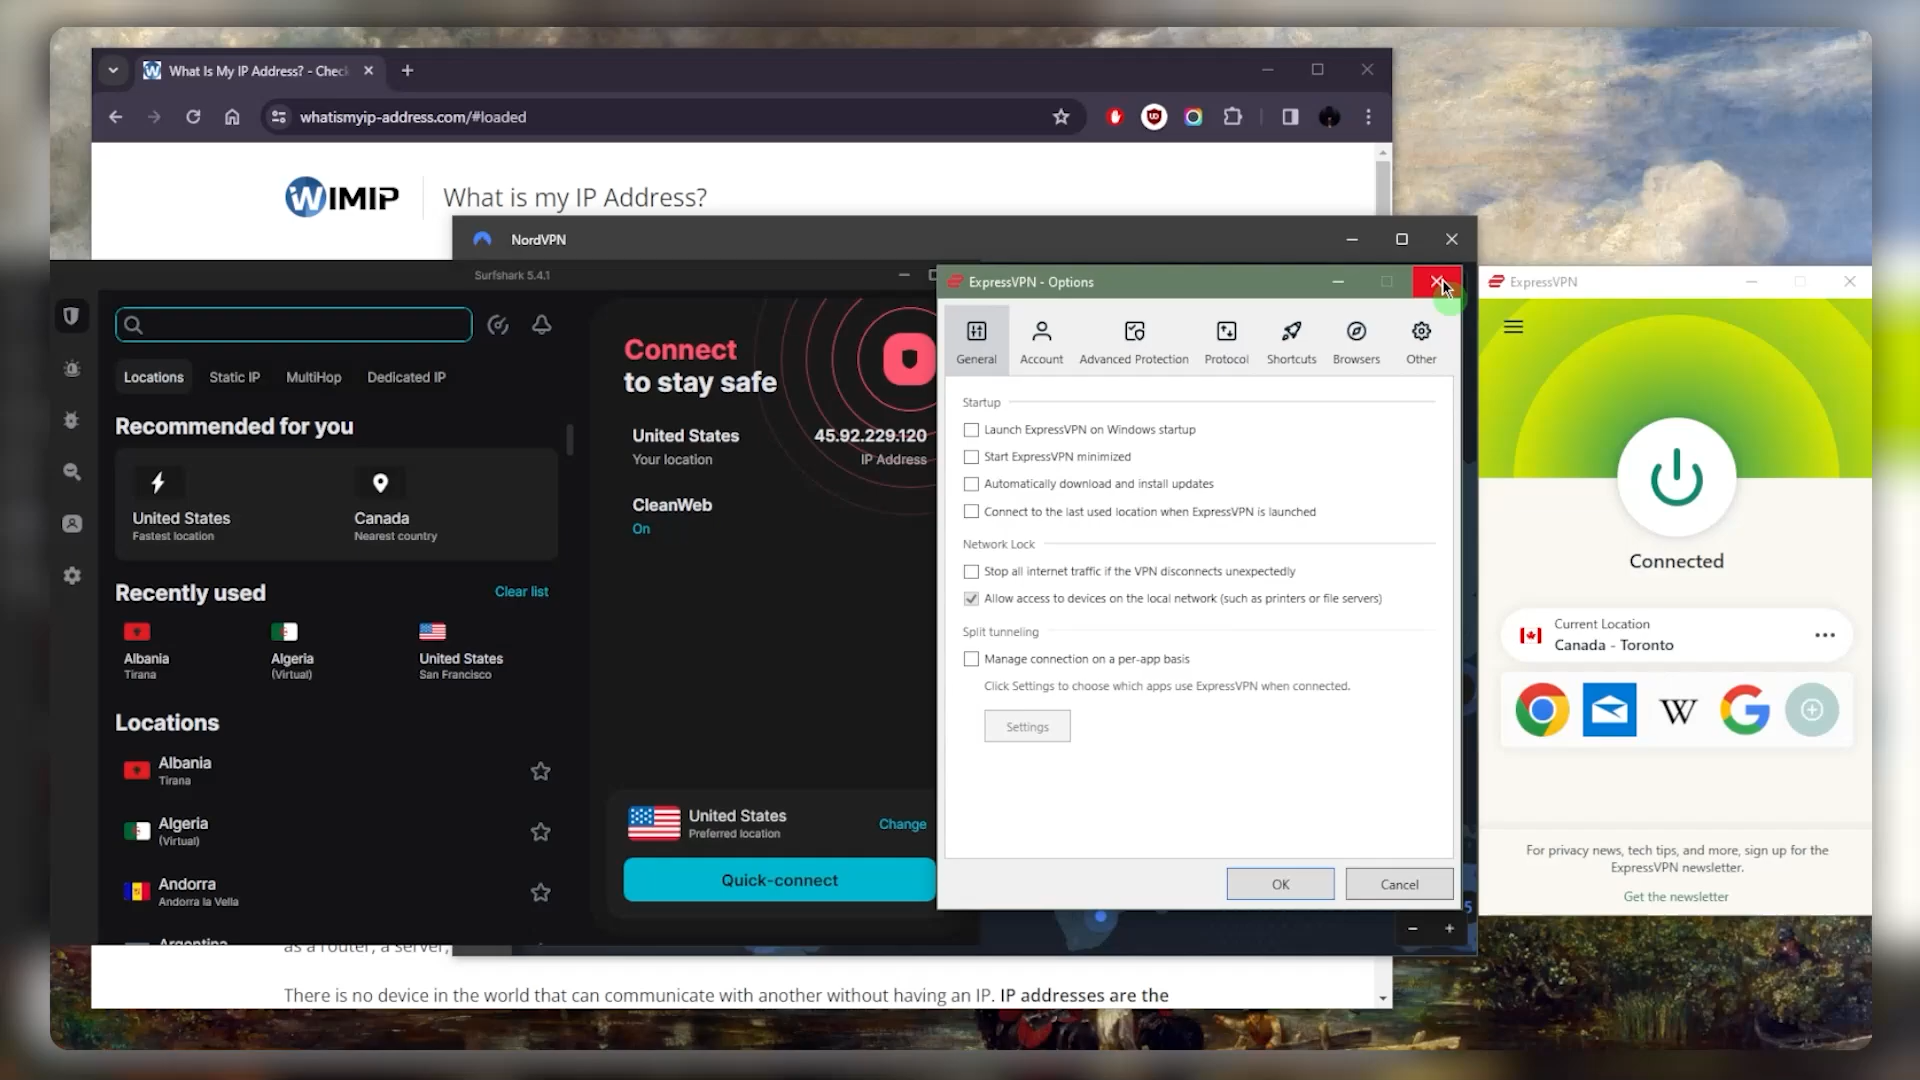 What Is My IP Address? - Chec
whatismyip-address.com/#loaded
WIMIP
What is my IP Address?
NordVPN
Surfshark 5.4.1
Locations
Static IP
MultiHop
Dedicated IP
Recommended for you
United States
Fastest location
Canada
Nearest country
Recently used
Clear list
Albania
Tirana
Algeria
(Virtual)
United States
San Francisco
Locations
Albania
Tirana
Algeria
(Virtual)
Andorra
Andorra la Vella
Argentina
Connect
to stay safe
United States
Your location
45.92.229.120
IP Address
CleanWeb
On
United States
Preferred location
Change
Quick-connect
ExpressVPN - Options
General
Account
Advanced Protection
Protocol
Shortcuts
Browsers
Other
Startup
Launch ExpressVPN on Windows startup
Start ExpressVPN minimized
Automatically download and install updates
Connect to the last used location when ExpressVPN is launched
Network Lock
Stop all internet traffic if the VPN disconnects unexpectedly
Allow access to devices on the local network (such as printers or file servers)
Split tunneling
Manage connection on a per-app basis
Click Settings to choose which apps use ExpressVPN when connected.
Settings
OK
Cancel
5
ExpressVPN
Connected
Current Location
Canada - Toronto
W
For privacy news, tech tips, and more, sign up for the
ExpressVPN newsletter.
Get the newsletter
as a router, a server,
There is no device in the world that can communicate with another without having an IP. IP addresses are the